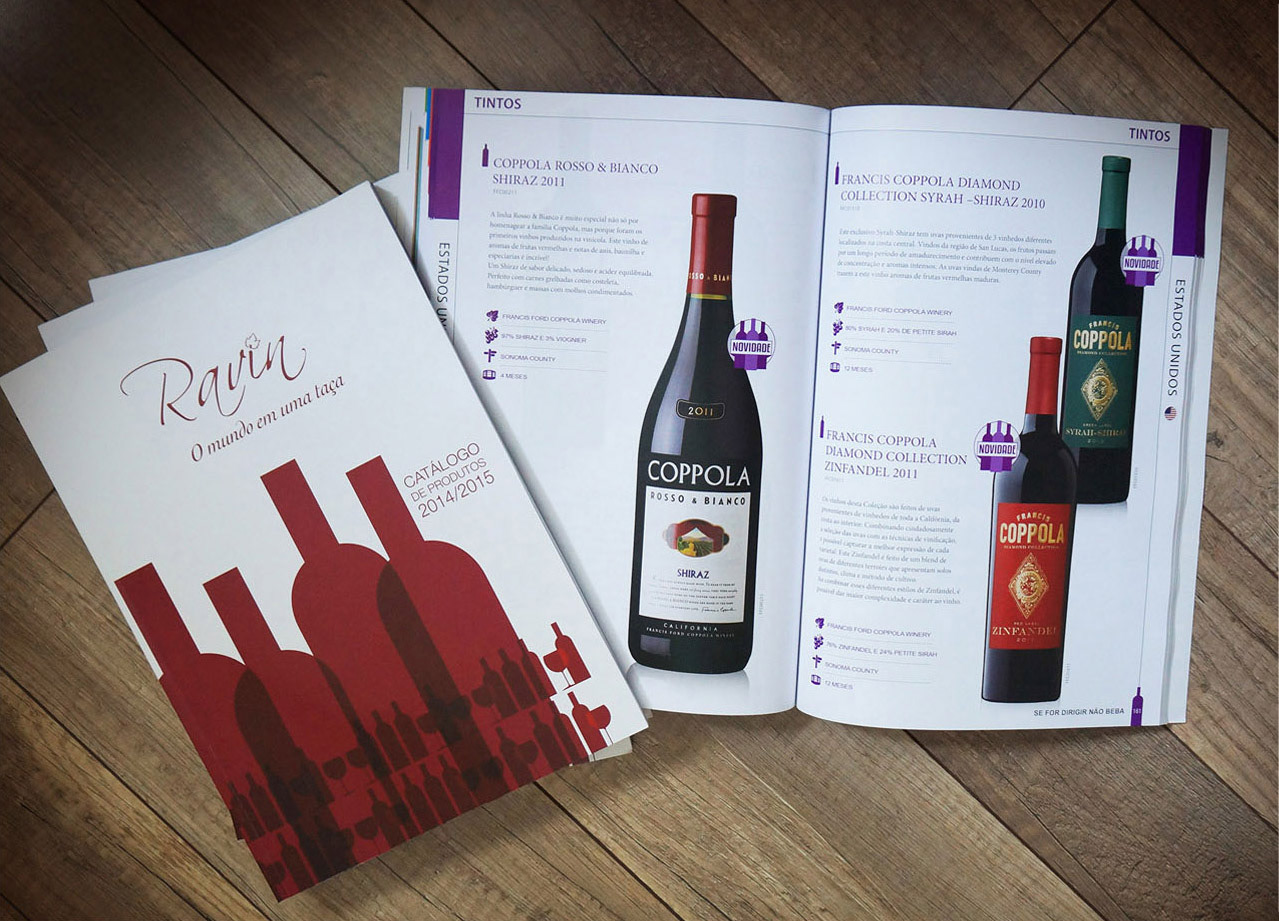 Ravin
O mundo em uma taça
CATÁLOGO
DE PRODUTOS
2014/2015
TINTOS
COPPOLA ROSSO & BIANCO
SHIRAZ 2011
A linha Rosso & Bianco é muito especial não só por
homenagear a família Coppola, mas porque foram os
primeiros vinhos produzidos na vinícola. Este vinho de
aromas de frutas vermelhas e notas de anis, baunilha e
especiarias é incrível!
Um Shiraz de sabor delicado, sedoso e acidez equilibrada.
Perfeito com carnes grelhadas como costeleta,
hambúrguer e massas com molhos condimentados.
FRANCIS FORD COPPOLA WINERY
97% SHIRAZ E 3% VIOGNIER
SONOMA COUNTY
4 MESES
ESTADOS UN
ROSSO & BIAN
NOVIDADE
2011
COPPOLA
ROSSO & BIANCO
SHIRAZ
CALIFORNIA
FRANCIS FORD COPPOLA WINERY
TINTOS
FRANCIS COPPOLA DIAMOND
COLLECTION SYRAH –SHIRAZ 2010
Este exclusivo Syrah-Shiraz tem uvas provenientes de 3 vinhedos diferentes
localizados na costa central. Vindos da região de San Lucas, os frutos passam
por um longo período de amadurecimento e contribuem com o nível elevado
de concentração e aromas intensos. As uvas vindas de Monterey County
trazem a este vinho aromas de frutas vermelhas maduras.
FRANCIS FORD COPPOLA WINERY
80% SYRAH E 20% DE PETITE SIRAH
SONOMA COUNTY
12 MESES
NOVIDADE
FRANCIS
COPPOLA
DIAMOND COLLECTION
SYRAH-SHIRAZ
2010
ESTADOS UNIDOS
FRANCIS COPPOLA
DIAMOND COLLECTION
ZINFANDEL 2011
Os vinhos desta Coleção são feitos de uvas
provenientes de vinhedos de toda a Califórnia, da
costa ao interior. Combinando cuidadosamente
a seleção das uvas com as técnicas de vinificação,
é possível capturar a melhor expressão de cada
varietal. Este Zinfandel é feito de um blend de
uvas de diferentes terroirs que apresentam solos
distintos, clima e método de cultivo.
Ao combinar esses diferentes estilos de Zinfandel, é
possível dar maior complexidade e caráter ao vinho.
FRANCIS FORD COPPOLA WINERY
76% ZINFANDEL E 24% PETITE SIRAH
SONOMA COUNTY
12 MESES
NOVIDADE
FRANCIS
COPPOLA
DIAMOND COLLECTION
RED LABEL
ZINFANDEL
SE FOR DIRIGIR NÃO BEBA
161